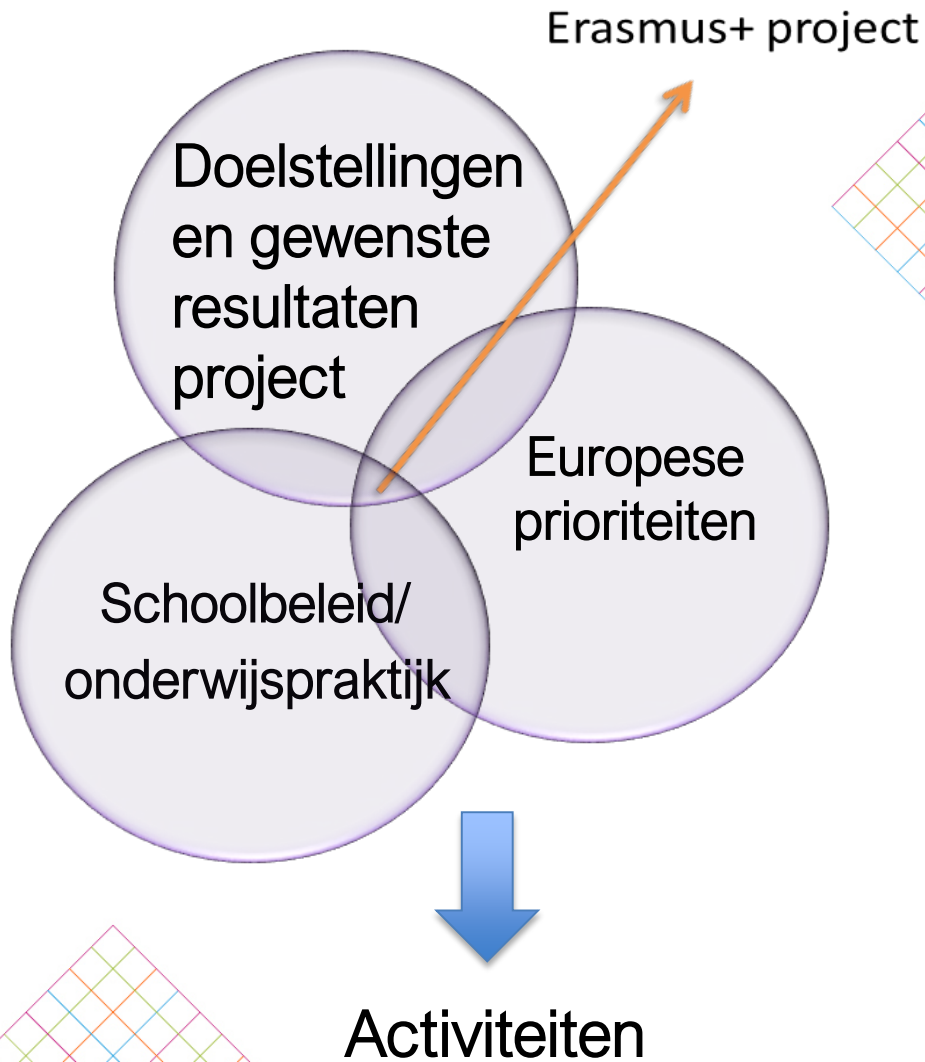 Erasmus+ project
Doelstellingen
en gewenste
resultaten
project
Europese
prioriteiten
Schoolbeleid/
onderwijspraktijk
Activiteiten